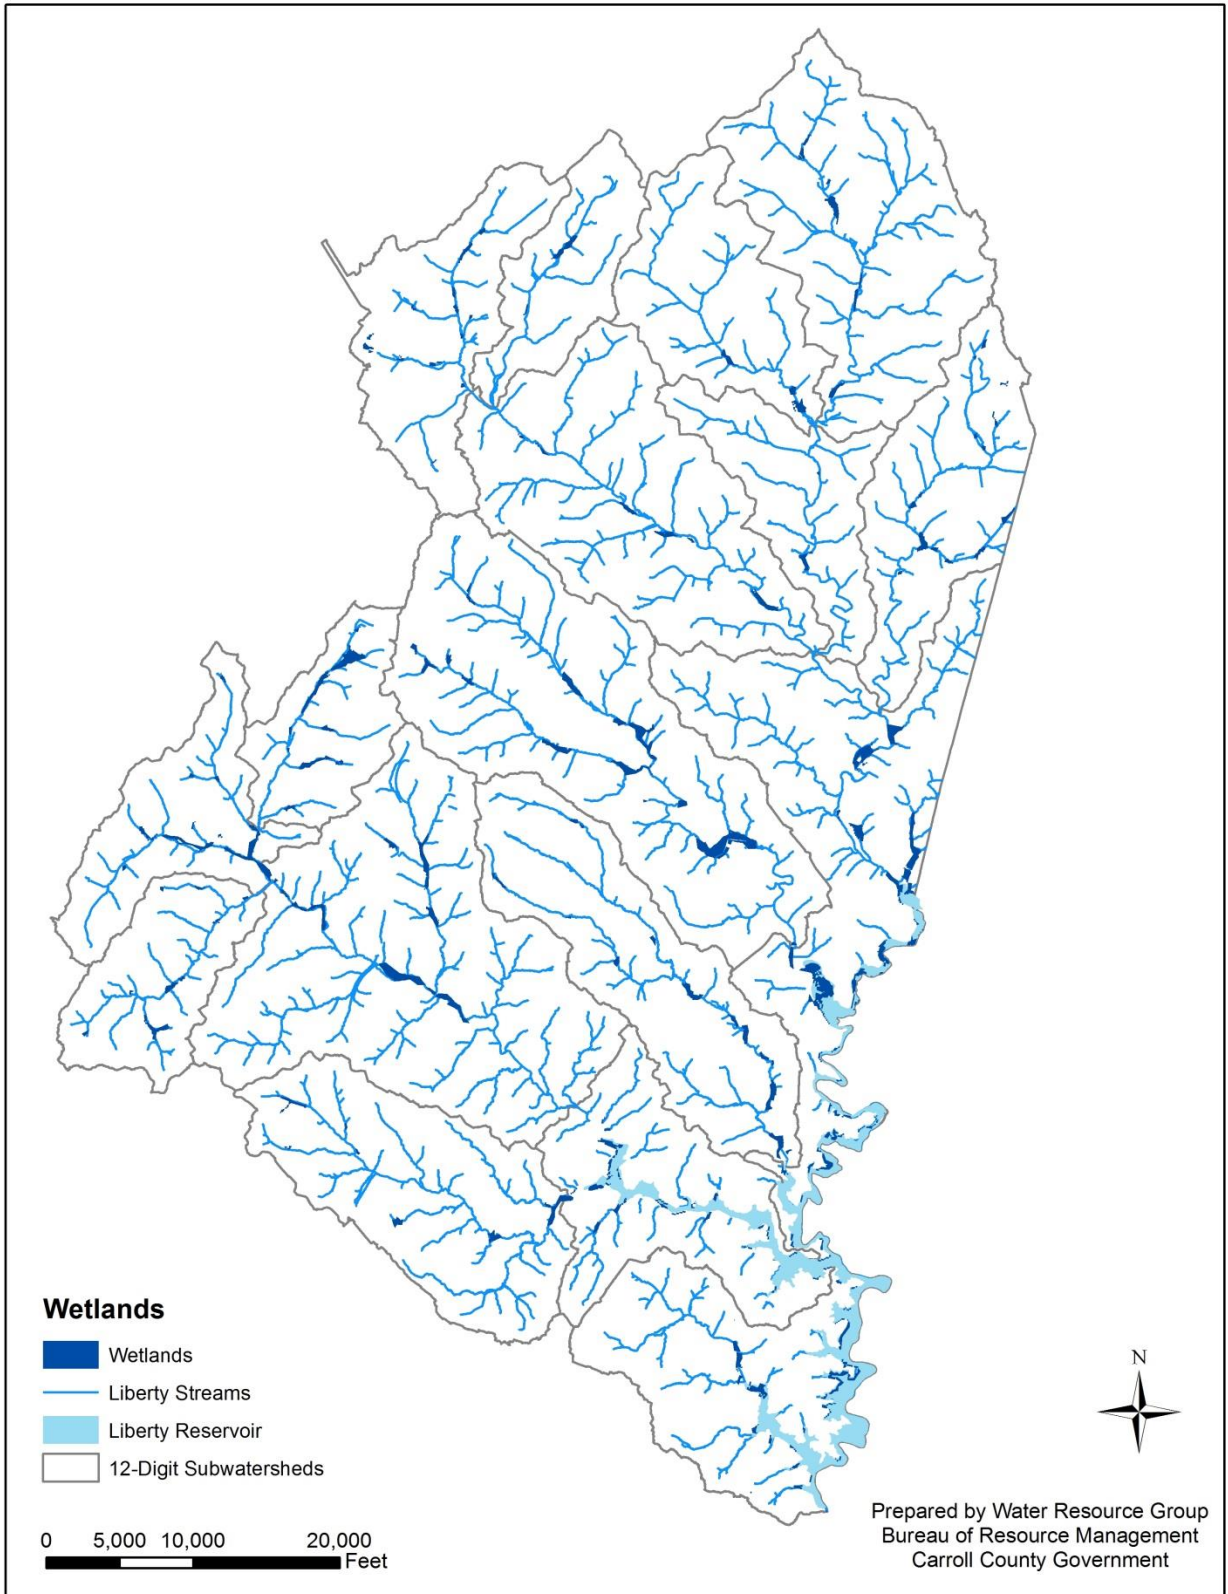 Wetlands
Wetlands
Liberty Streams
Liberty Reservoir
12-Digit Subwatersheds
0 5,000 10,000 20,000
Feet
N
Prepared by Water Resource Group
Bureau of Resource Management
Carroll County Government